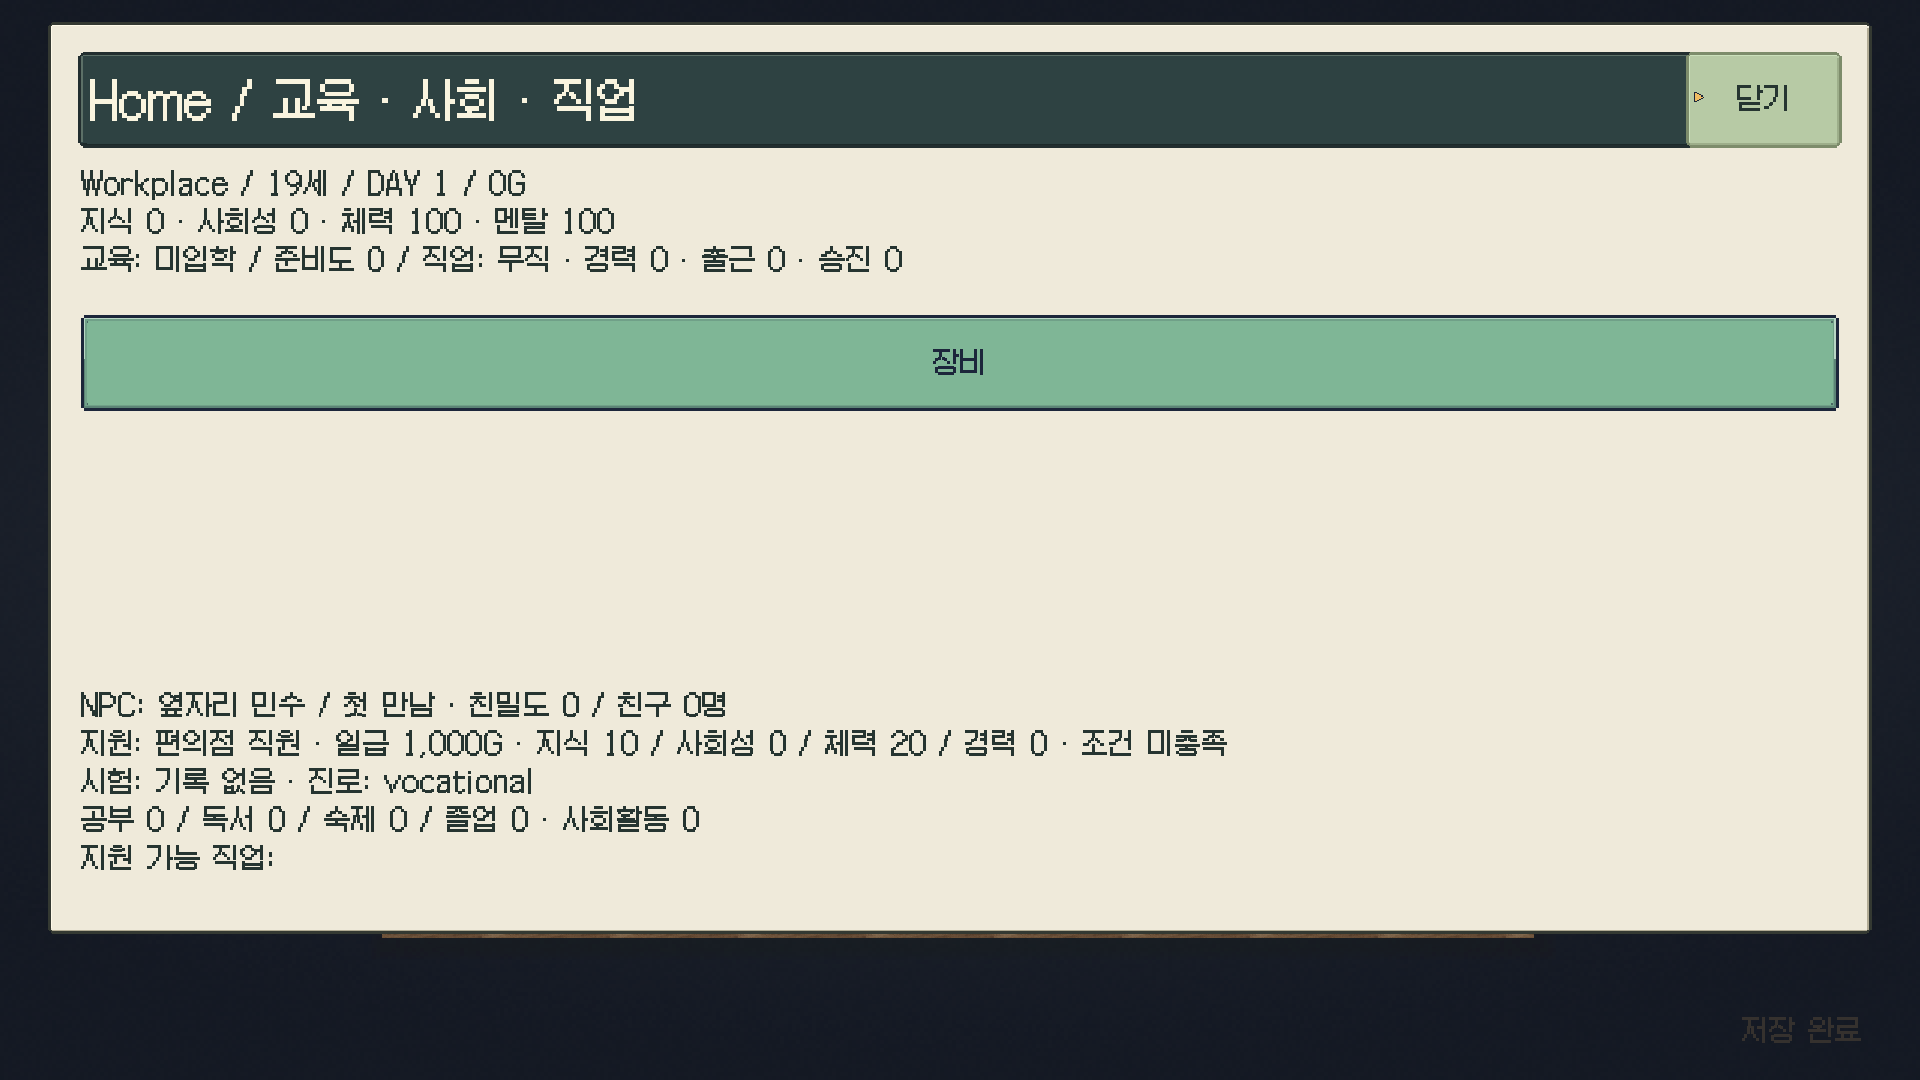 Home / 교육 · 사회 · 직업
닫기
Workplace / 19세 / DAY 1 / 0G
지식 0 · 사회성 0 · 체력 100 · 멘탈 100
교육: 미입학 / 준비도 0 / 직업: 무직 · 경력 0 · 출근 0 · 승진 0
장비
NPC: 옆자리 민수 / 첫 만남 · 친밀도 0 / 친구 0명
지원: 편의점 직원 · 일급 1,000G · 지식 10 / 사회성 0 / 체력 20 / 경력 0 · 조건 미충족
시험: 기록 없음 · 진로: vocational
공부 0 / 독서 0 / 숙제 0 / 졸업 0 · 사회활동 0
지원 가능 직업:
저장 완료